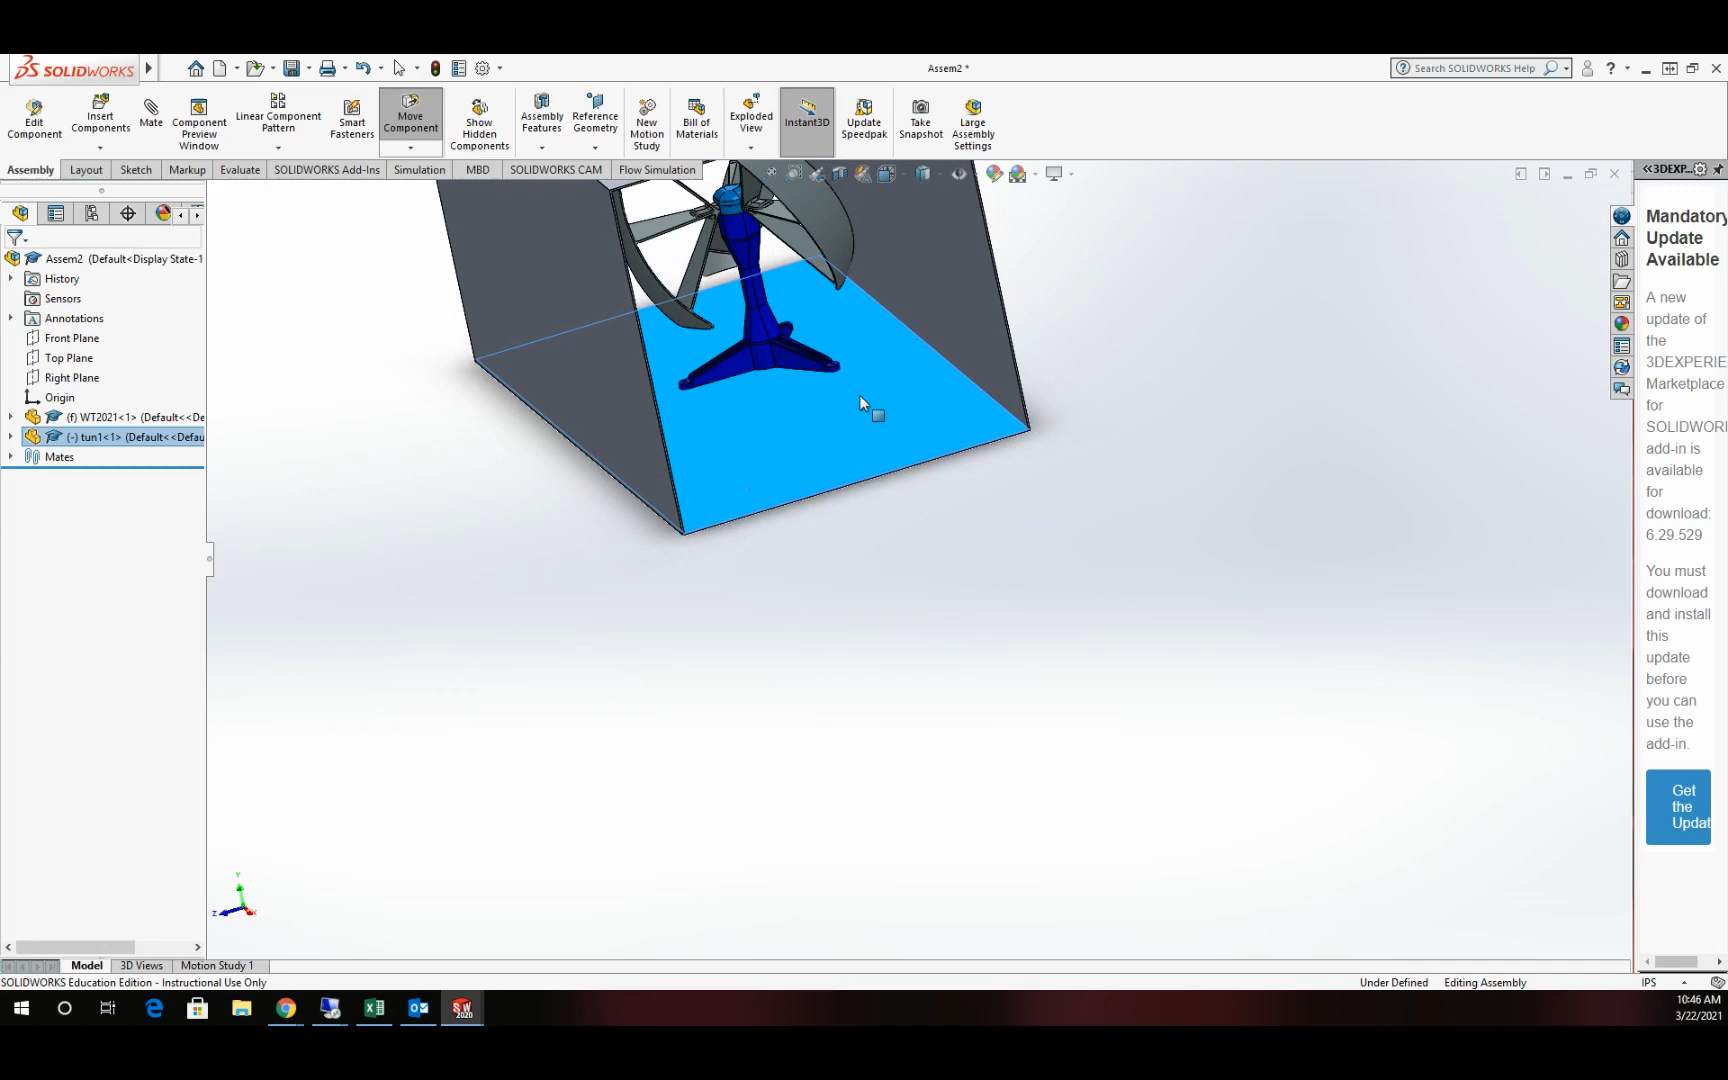 SOLIDWORKS
Assem2 *
Search SOLIDWORKS Help
?
Edit Component
Insert Components
Mate
Component Preview Window
Linear Component Pattern
Smart Fasteners
Move Component
Show Hidden Components
Assembly Features
Reference Geometry
New Motion Study
Bill of Materials
Exploded View
Instant3D
Update Speedpak
Take Snapshot
Large Assembly Settings
Assembly
Layout
Sketch
Markup
Evaluate
SOLIDWORKS Add-Ins
Simulation
MBD
SOLIDWORKS CAM
Flow Simulation
Assem2 (Default<Display State-1
History
Sensors
Annotations
Front Plane
Top Plane
Right Plane
Origin
(f) WT2021<1> (Default<<De
(-) tun1<1> (Default<<Defau
Mates
3DEXP...
Mandatory
Update
Available
A new
update of
the
3DEXPERIE
Marketplace
for
SOLIDWORI
add-in is
available
for
download:
6.29.529
You must
download
and install
this
update
before
you can
use the
add-in.
Get
the
Updat
Y
Z
X
Model
3D Views
Motion Study 1
SOLIDWORKS Education Edition - Instructional Use Only
Under Defined
Editing Assembly
IPS
SW
2020
10:46 AM
3/22/2021